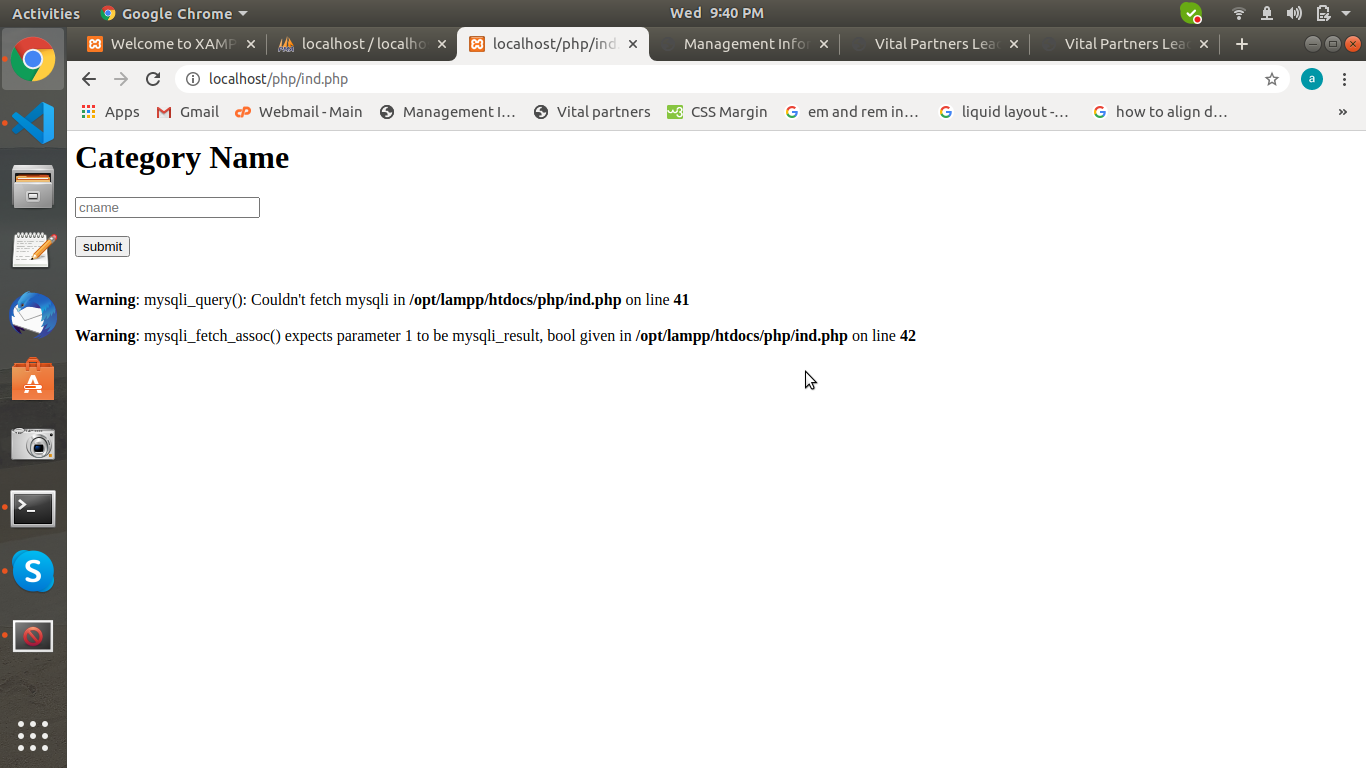 Activities
Google Chrome
Wed 9:40 PM
Welcome to XAMP
localhost / localho
localhost/php/ind
Management Infor
Vital Partners Lea
Vital Partners Lea
localhost/php/ind.php
a
Apps
Gmail
Webmail - Main
Management I…
Vital partners
CSS Margin
em and rem in…
liquid layout -…
how to align d…
»
Category Name
cname
submit
Warning: mysqli_query(): Couldn't fetch mysqli in /opt/lampp/htdocs/php/ind.php on line 41
Warning: mysqli_fetch_assoc() expects parameter 1 to be mysqli_result, bool given in /opt/lampp/htdocs/php/ind.php on line 42